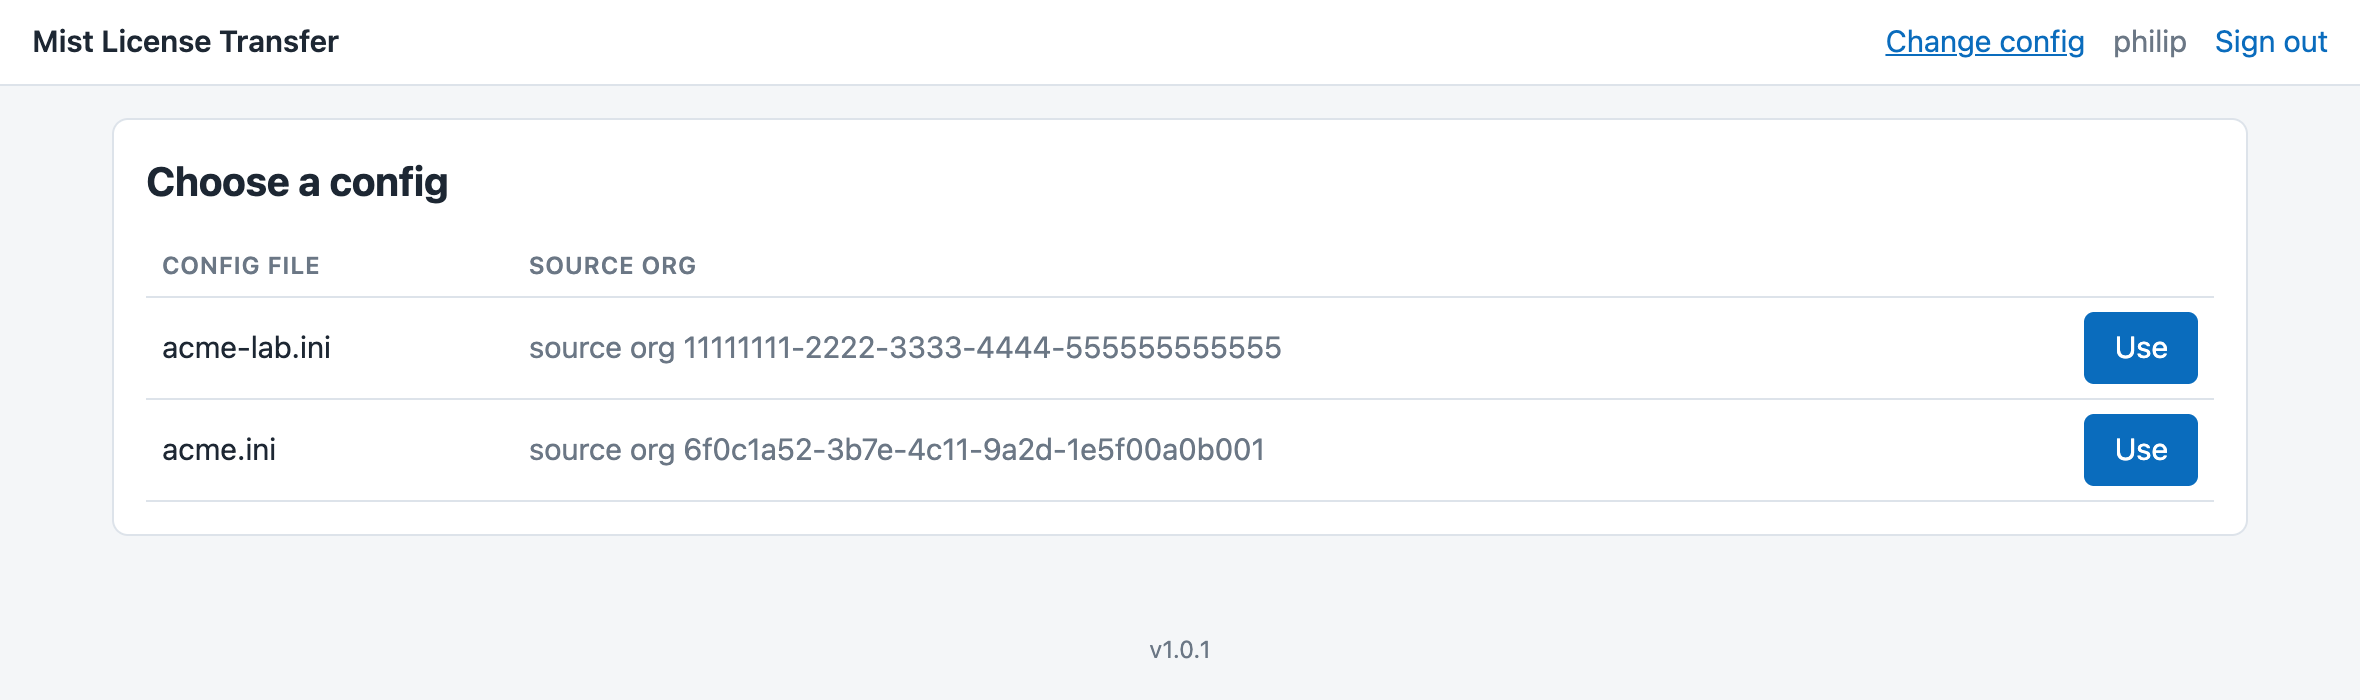 Mist License Transfer
Change config philip Sign out
Choose a config
CONFIG FILE SOURCE ORG
acme-lab.ini source org 11111111-2222-3333-4444-555555555555 Use
acme.ini source org 6f0c1a52-3b7e-4c11-9a2d-1e5f00a0b001 Use
v1.0.1